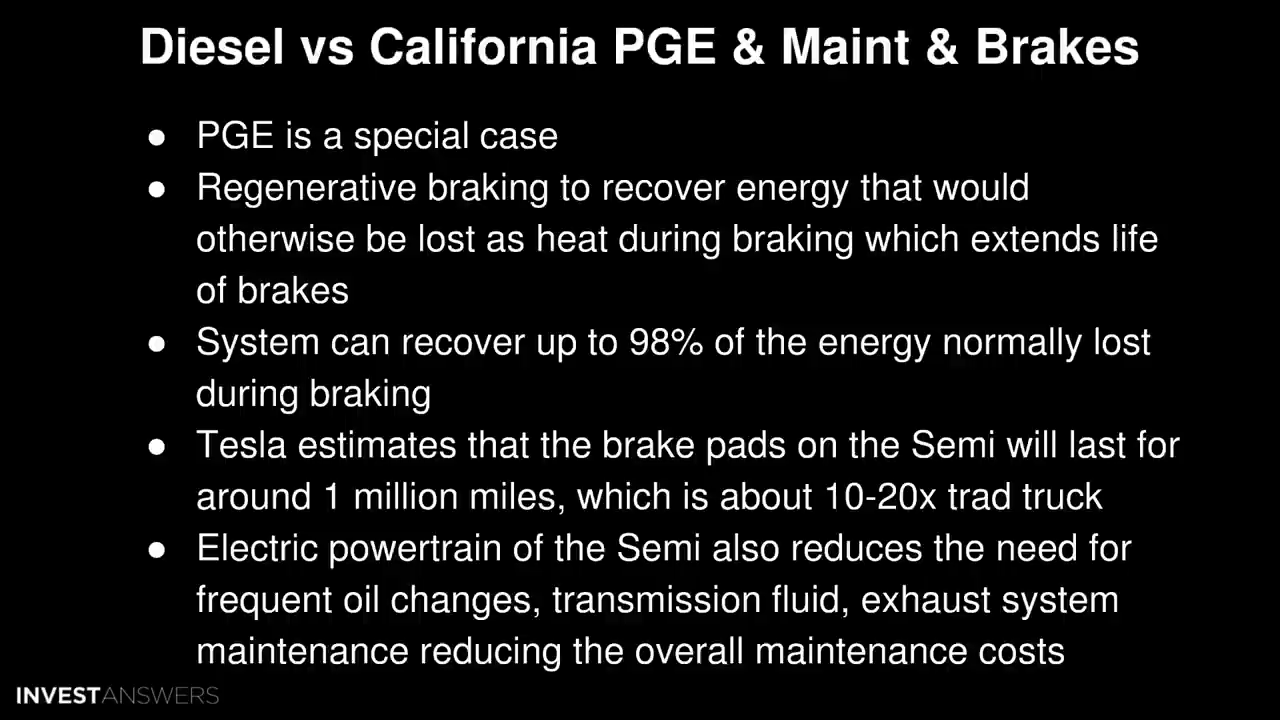 Diesel vs California PGE & Maint & Brakes
● PGE is a special case
● Regenerative braking to recover energy that would
otherwise be lost as heat during braking which extends life
of brakes
● System can recover up to 98% of the energy normally lost
during braking
● Tesla estimates that the brake pads on the Semi will last for
around 1 million miles, which is about 10-20x trad truck
● Electric powertrain of the Semi also reduces the need for
frequent oil changes, transmission fluid, exhaust system
maintenance reducing the overall maintenance costs
INVESTANSWERS